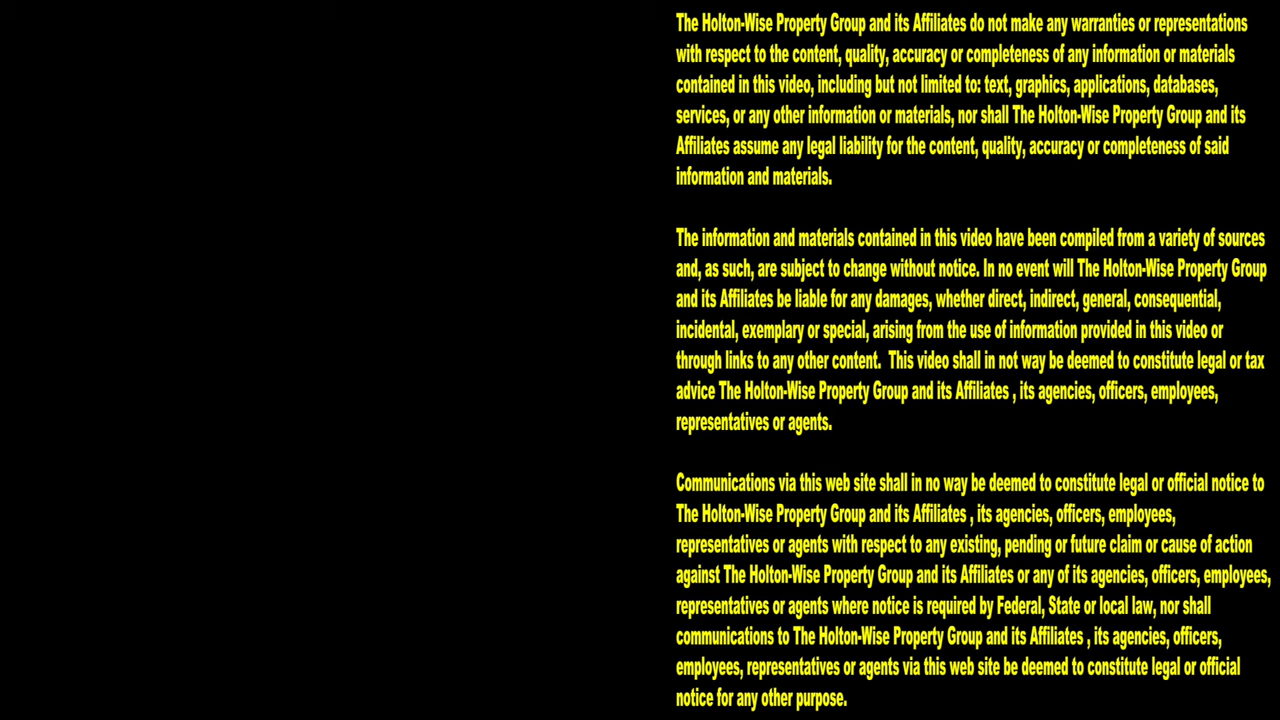 The Holton-Wise Property Group and its Affiliates do not make any warranties or representations
with respect to the content, quality, accuracy or completeness of any information or materials
contained in this video, including but not limited to: text, graphics, applications, databases,
services, or any other information or materials, nor shall The Holton-Wise Property Group and its
Affiliates assume any legal liability for the content, quality, accuracy or completeness of said
information and materials.
The information and materials contained in this video have been compiled from a variety of sources
and, as such, are subject to change without notice. In no event will The Holton-Wise Property Group
and its Affiliates be liable for any damages, whether direct, indirect, general, consequential,
incidental, exemplary or special, arising from the use of information provided in this video or
through links to any other content.  This video shall in not way be deemed to constitute legal or tax
advice The Holton-Wise Property Group and its Affiliates , its agencies, officers, employees,
representatives or agents.
Communications via this web site shall in no way be deemed to constitute legal or official notice to
The Holton-Wise Property Group and its Affiliates , its agencies, officers, employees,
representatives or agents with respect to any existing, pending or future claim or cause of action
against The Holton-Wise Property Group and its Affiliates or any of its agencies, officers, employees,
representatives or agents where notice is required by Federal, State or local law, nor shall
communications to The Holton-Wise Property Group and its Affiliates , its agencies, officers,
employees, representatives or agents via this web site be deemed to constitute legal or official
notice for any other purpose.